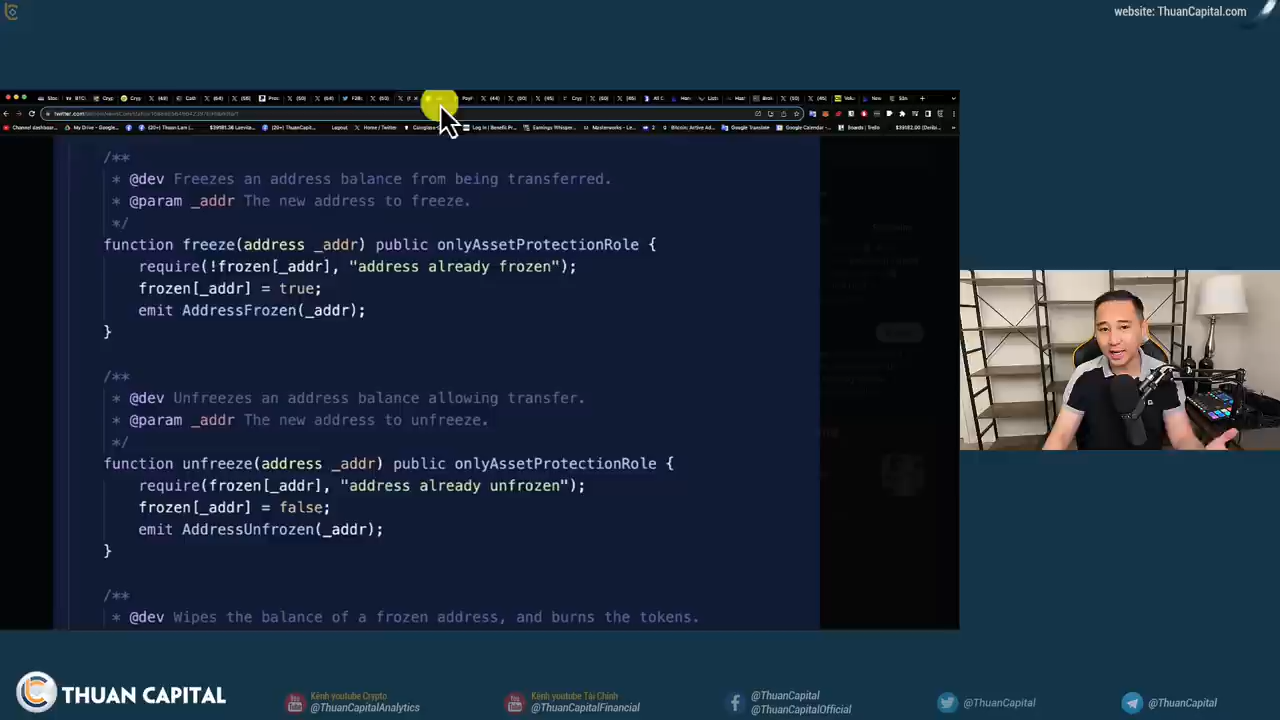 website: ThuanCapital.com
/**
* @dev Freezes an address balance from being transferred.
* @param _addr The new address to freeze.
*/
function freeze(address _addr) public onlyAssetProtectionRole {
require(!frozen[_addr], "address already frozen");
frozen[_addr] = true;
emit AddressFrozen(_addr);
}
/**
* @dev Unfreezes an address balance allowing transfer.
* @param _addr The new address to unfreeze.
*/
function unfreeze(address _addr) public onlyAssetProtectionRole {
require(frozen[_addr], "address already unfrozen");
frozen[_addr] = false;
emit AddressUnfrozen(_addr);
}
/**
* @dev Wipes the balance of a frozen address, and burns the tokens.
THUAN CAPITAL
Kênh youtube Crypto
@ThuanCapitalAnalytics
Kênh youtube Tài Chính
@ThuanCapitalFinancial
@ThuanCapital
@ThuanCapitalOfficial
@ThuanCapital
@ThuanCapital